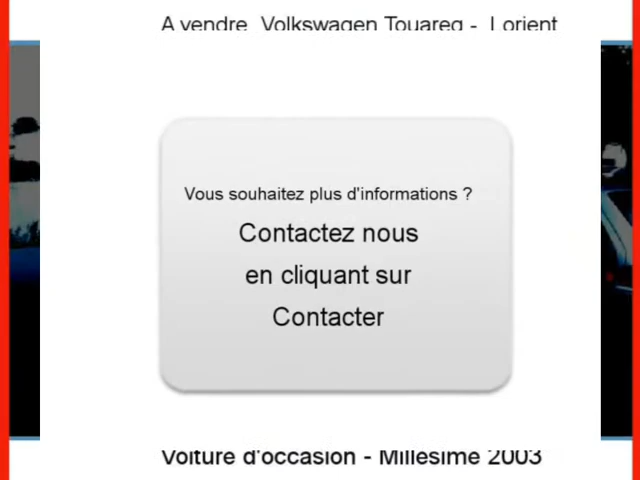 A vendre Volkswagen Touareg - Lorient
Vous souhaitez plus d'informations ?
Contactez nous
en cliquant sur
Contacter
Voiture d'occasion - Millesime 2003